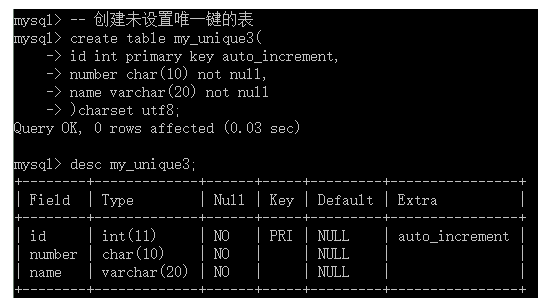 mysql> -- 创建未设置唯一键的表
mysql> create table my_unique3(
    -> id int primary key auto_increment,
    -> number char(10) not null,
    -> name varchar(20) not null
    -> )charset utf8;
Query OK, 0 rows affected (0.03 sec)

mysql> desc my_unique3;
+--------+-------------+------+-----+---------+----------------+
| Field  | Type        | Null | Key | Default | Extra          |
+--------+-------------+------+-----+---------+----------------+
| id     | int(11)     | NO   | PRI | NULL    | auto_increment |
| number | char(10)    | NO   |     | NULL    |                |
| name   | varchar(20) | NO   |     | NULL    |                |
+--------+-------------+------+-----+---------+----------------+